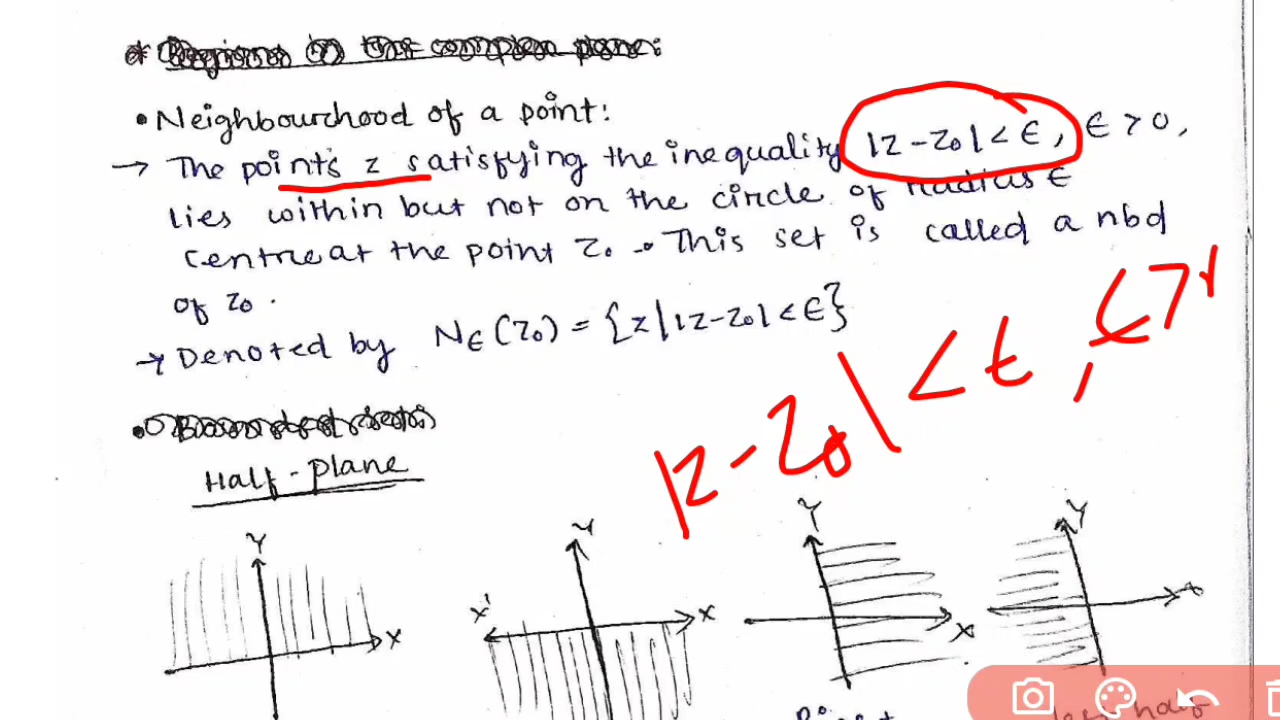 • Neighbourhood of a point:
→ The points z satisfying the inequality |z - z₀| < ϵ, ϵ > 0,
lies within but not on the circle of radius ϵ
centre at the point z₀. This set is called a nbd
of z₀.
→ Denoted by Nϵ(z₀) = {z | |z-z₀| < ϵ}
|z - z₀| < ϵ,
Half-plane
Y
X
Y
X'
X
Y
X
Y
half